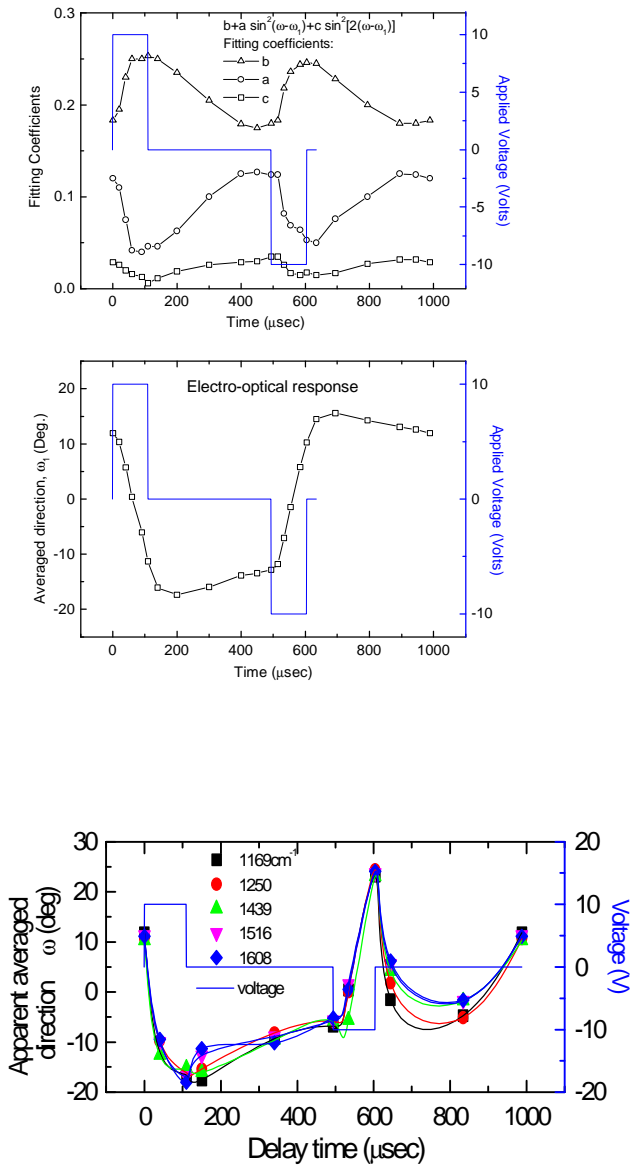 b+a sin²(ω-ω₁)+c sin²[2(ω-ω₁)]
Fitting coefficients:
b
a
c
0.3
0.2
0.1
0.0
Fitting Coefficients
10
5
0
-5
-10
Applied Voltage (Volts)
0 200 400 600 800 1000
Time (μsec)
Electro-optical response
20
10
0
-10
-20
Averaged direction, ω₁ (Deg.)
10
0
-10
Applied Voltage (Volts)
0 200 400 600 800 1000
Time (μsec)
1169cm⁻¹
1250
1439
1516
1608
voltage
30
20
10
0
-10
-20
Apparent averaged
direction ω (deg)
20
15
10
5
0
-5
-10
-15
-20
Voltage (V)
0 200 400 600 800 1000
Delay time (μsec)